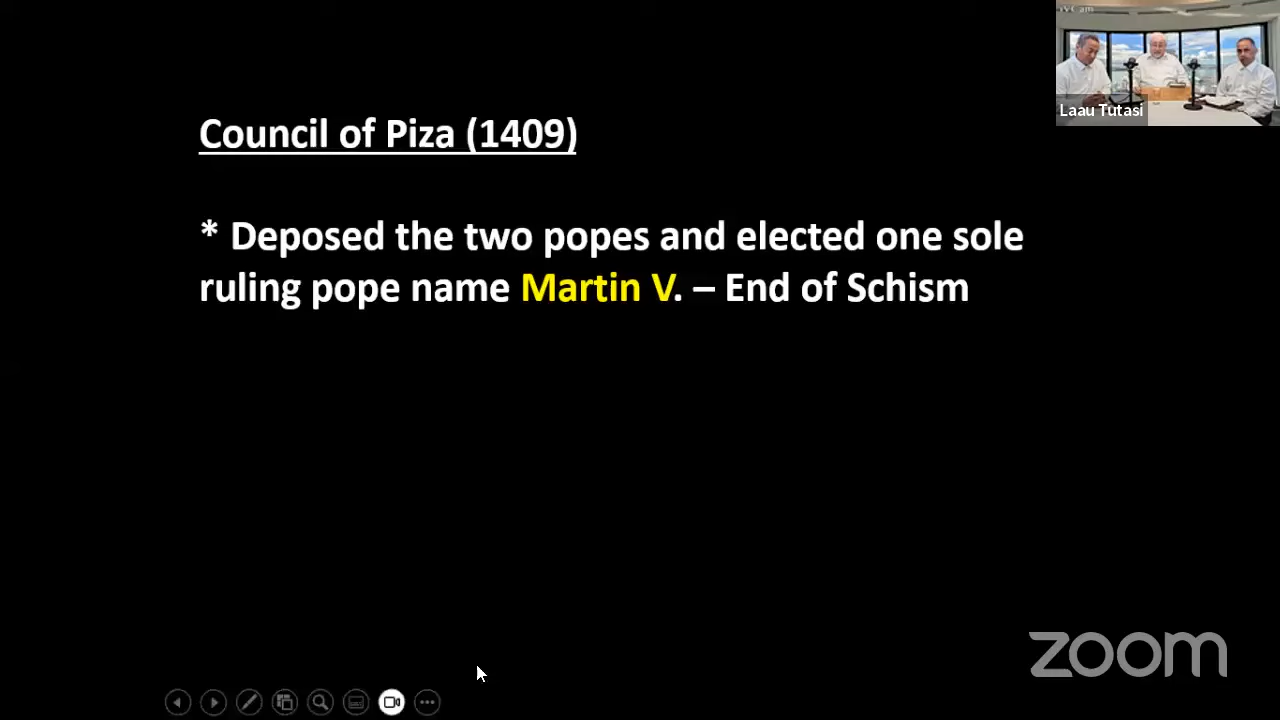 Council of Piza (1409)
* Deposed the two popes and elected one sole
ruling pope name Martin V. – End of Schism
Laau Tutasi
zoom